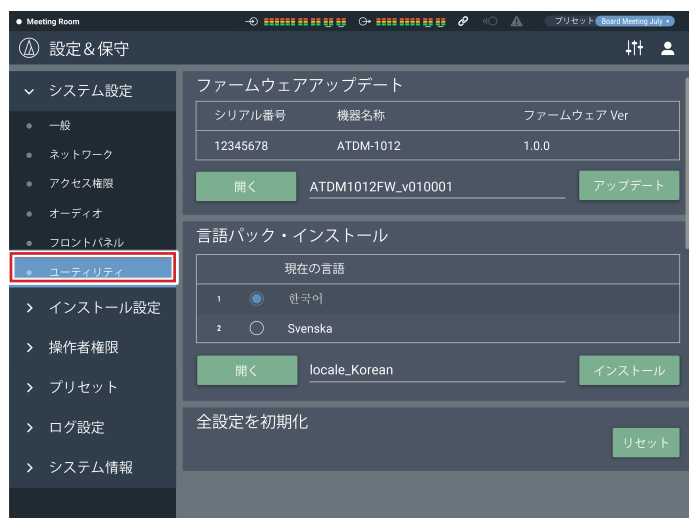 Meeting Room
プリセット Board Meeting July
設定＆保守
システム設定
一般
ネットワーク
アクセス権限
オーディオ
フロントパネル
ユーティリティ
インストール設定
操作者権限
プリセット
ログ設定
システム情報
ファームウェアアップデート
シリアル番号 機器名称 ファームウェア Ver
12345678 ATDM-1012 1.0.0
開く ATDM1012FW_v010001 アップデート
言語パック・インストール
現在の言語
1 한국어
2 Svenska
開く locale_Korean インストール
全設定を初期化
リセット